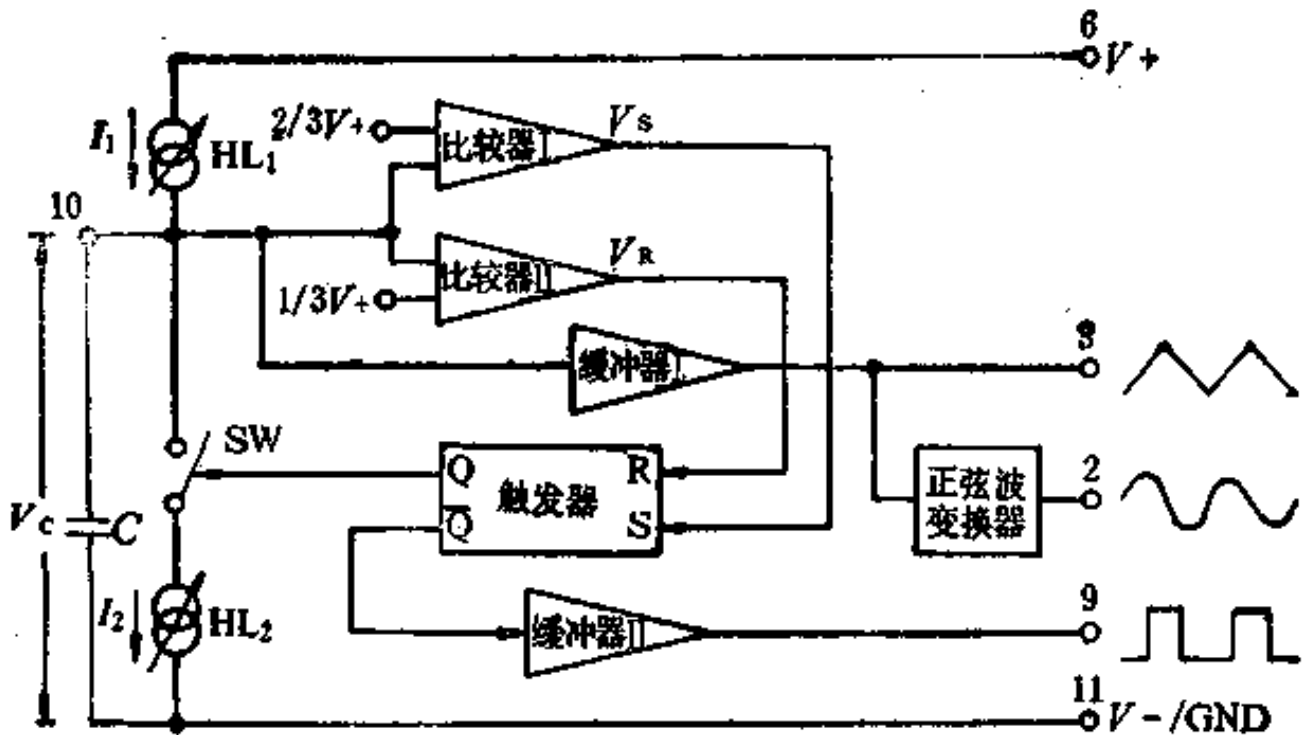 6
V+
I1
HL1
2/3V+
比较器I
VS
10
比较器II
VR
1/3V+
缓冲器I
3
SW
Q
R
触发器
Q̅
S
正弦波
变换器
2
VC
C
I2
HL2
缓冲器II
9
11
V-/GND